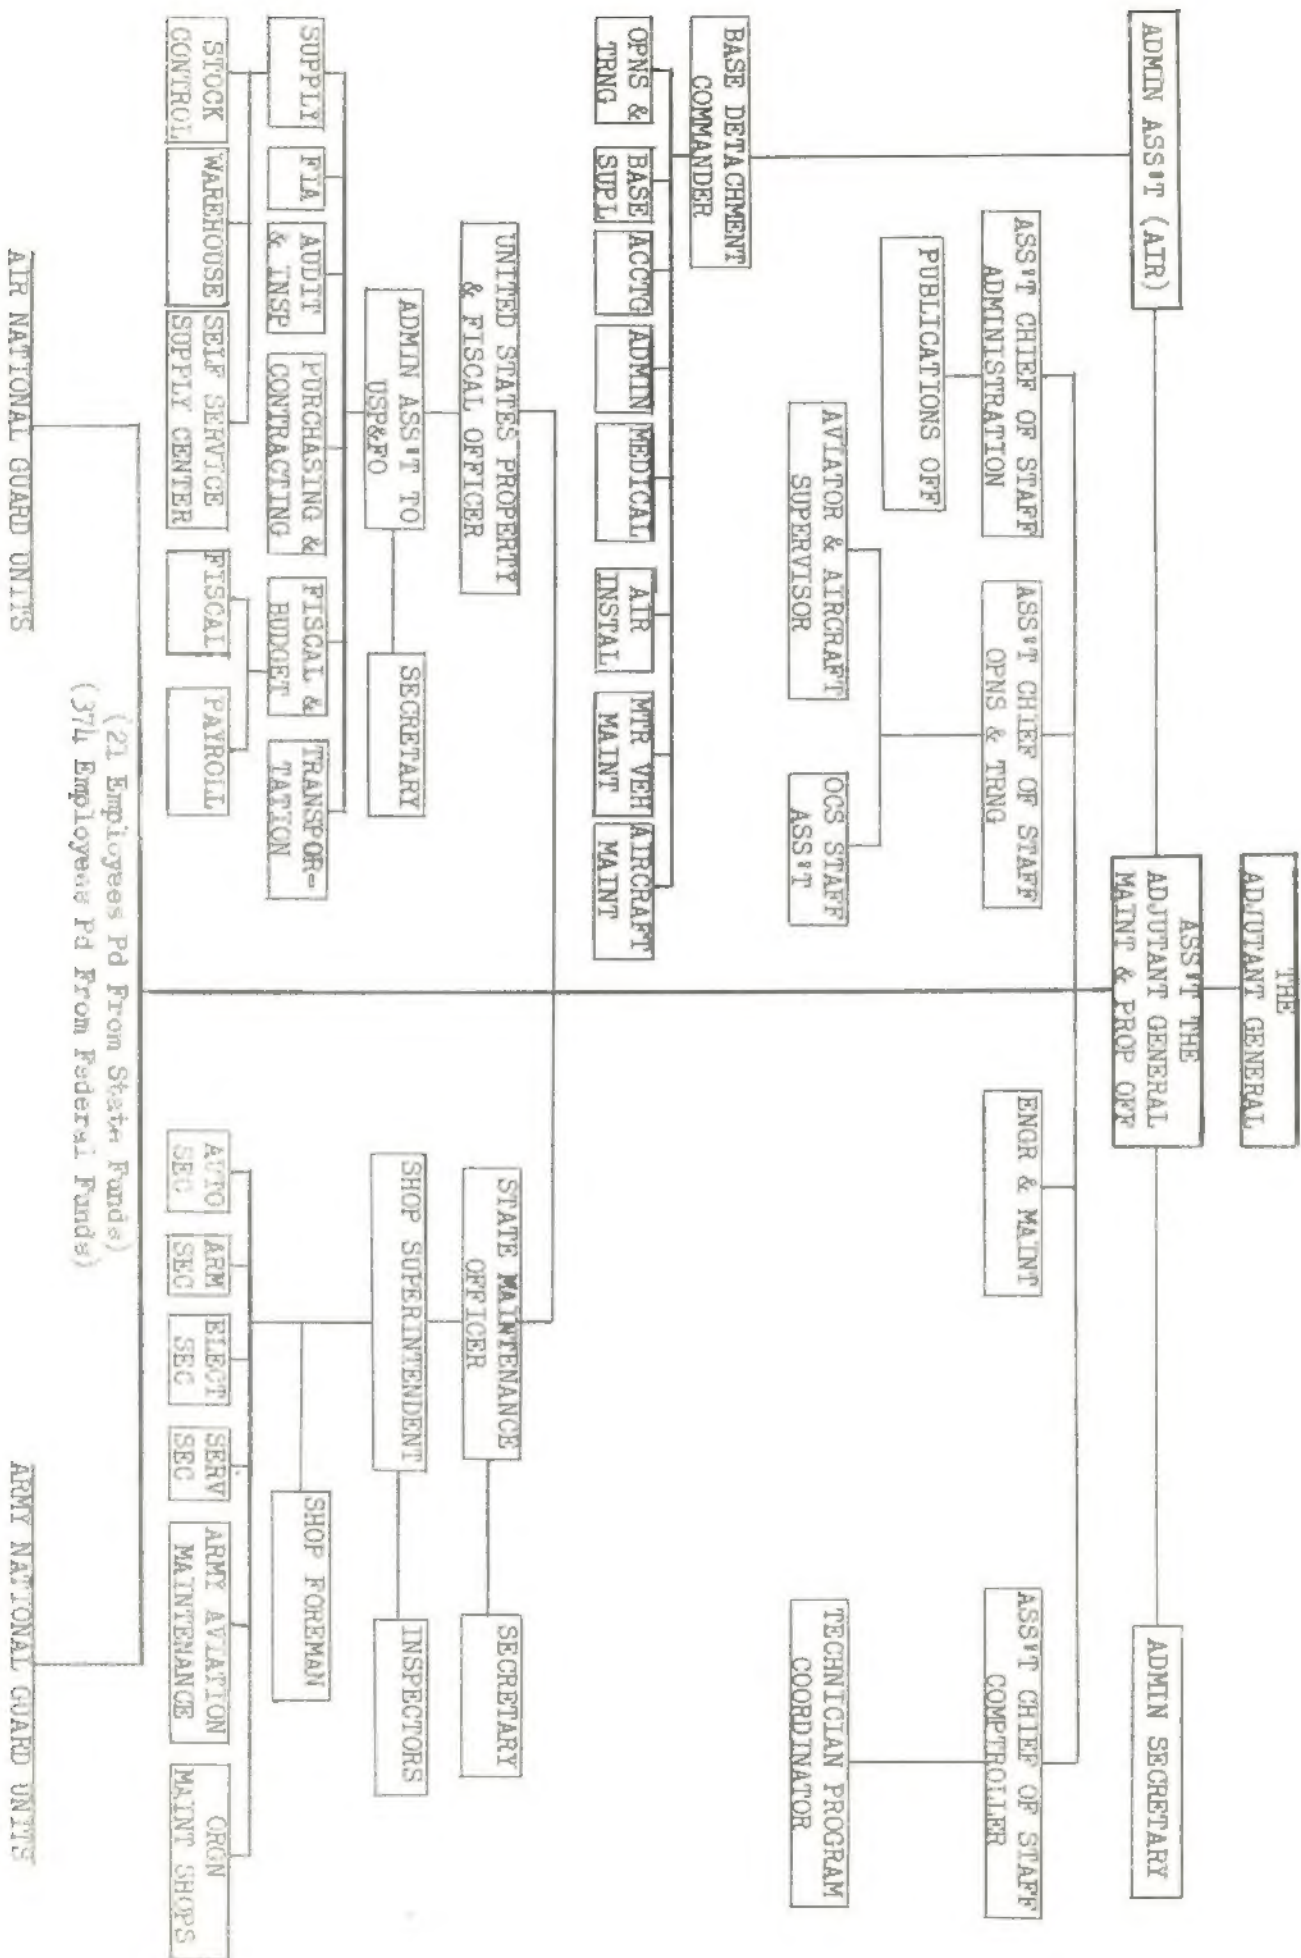 THE
ADJUTANT GENERAL
ASS'T THE
ADJUTANT GENERAL
MAINT & PROP OFF
ADMIN ASS'T (AIR)
ADMIN SECRETARY
ASS'T CHIEF OF STAFF
ADMINISTRATION
ASS'T CHIEF OF STAFF
OPNS & TRNG
ENGR & MAINT
ASS'T CHIEF OF STAFF
COMPTROLLER
PUBLICATIONS OFF
AVIATOR & AIRCRAFT
SUPERVISOR
OCS STAFF
ASS'T
TECHNICIAN PROGRAM
COORDINATOR
BASE DETACHMENT
COMMANDER
OPNS &
TRNG
BASE
SUPL
ACCTG
ADMIN
MEDICAL
AIR
INSTAL
MTR VEH
MAINT
AIRCRAFT
MAINT
UNITED STATES PROPERTY
& FISCAL OFFICER
STATE MAINTENANCE
OFFICER
SECRETARY
ADMIN ASS'T TO
USP&FO
SECRETARY
SHOP SUPERINTENDENT
INSPECTORS
SUPPLY
FIA
AUDIT
& INSP
PURCHASING &
CONTRACTING
FISCAL &
BUDGET
TRANSPOR-
TATION
SHOP FOREMAN
STOCK
CONTROL
WAREHOUSE
SELF SERVICE
SUPPLY CENTER
FISCAL
PAYROLL
AUTO
SEC
ARM
SEC
ELECT
SEC
SERV
SEC
ARMY AVIATION
MAINTENANCE
ORGN
MAINT SHOPS
(21 Employees Pd From State Funds)
(374 Employees Pd From Federal Funds)
AIR NATIONAL GUARD UNITS
ARMY NATIONAL GUARD UNITS